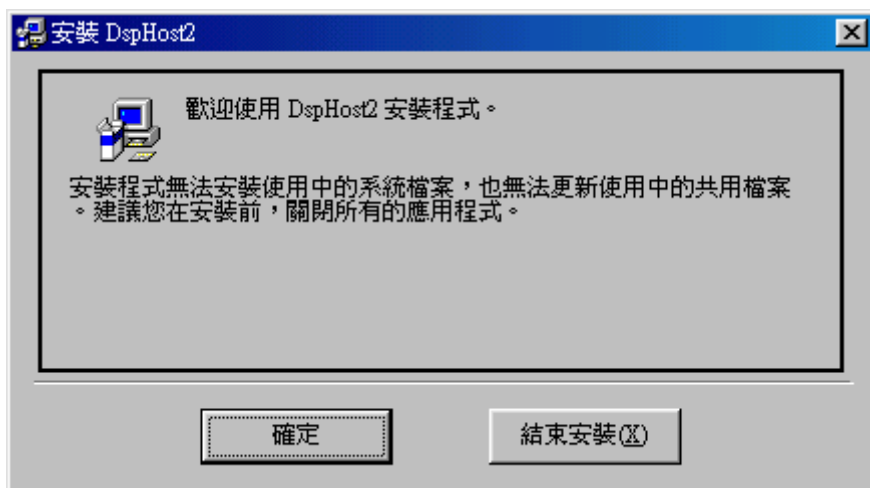 安裝 DspHost2
歡迎使用 DspHost2 安裝程式。
安裝程式無法安裝使用中的系統檔案，也無法更新使用中的共用檔案
。建議您在安裝前，關閉所有的應用程式。
確定
結束安裝(X)